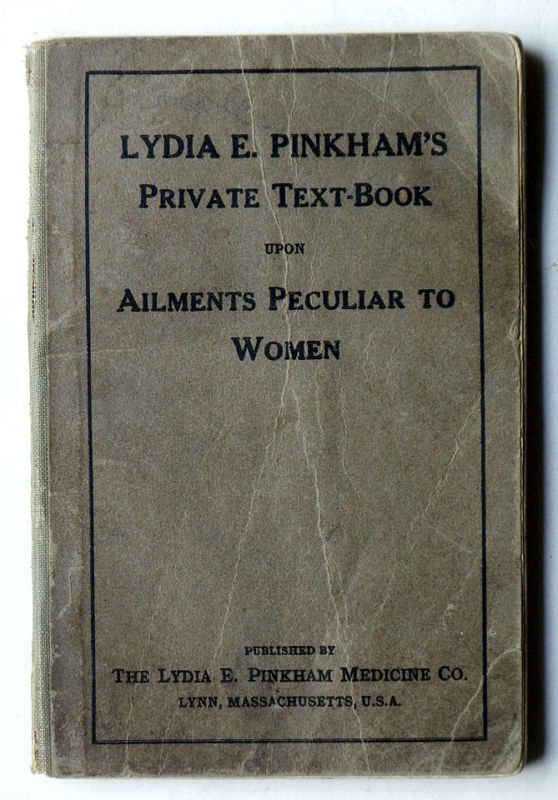 LYDIA E. PINKHAM'S
PRIVATE TEXT-BOOK
UPON
AILMENTS PECULIAR TO
WOMEN
PUBLISHED BY
THE LYDIA E. PINKHAM MEDICINE CO.
LYNN, MASSACHUSETTS, U.S.A.